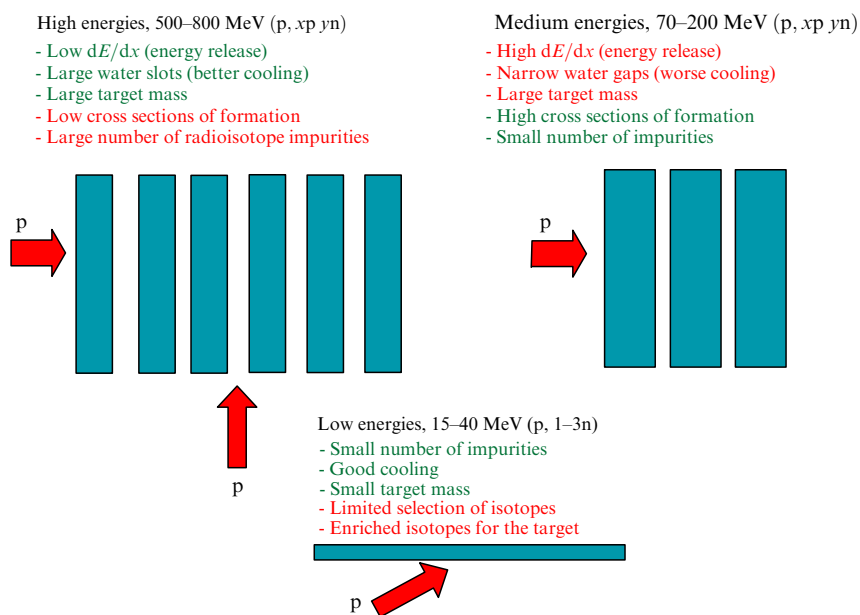 High energies, 500–800 MeV (p, xp yn)
- Low dE/dx (energy release)
- Large water slots (better cooling)
- Large target mass
- Low cross sections of formation
- Large number of radioisotope impurities
p
p
Medium energies, 70–200 MeV (p, xp yn)
- High dE/dx (energy release)
- Narrow water gaps (worse cooling)
- Large target mass
- High cross sections of formation
- Small number of impurities
p
Low energies, 15–40 MeV (p, 1–3n)
- Small number of impurities
- Good cooling
- Small target mass
- Limited selection of isotopes
- Enriched isotopes for the target
p